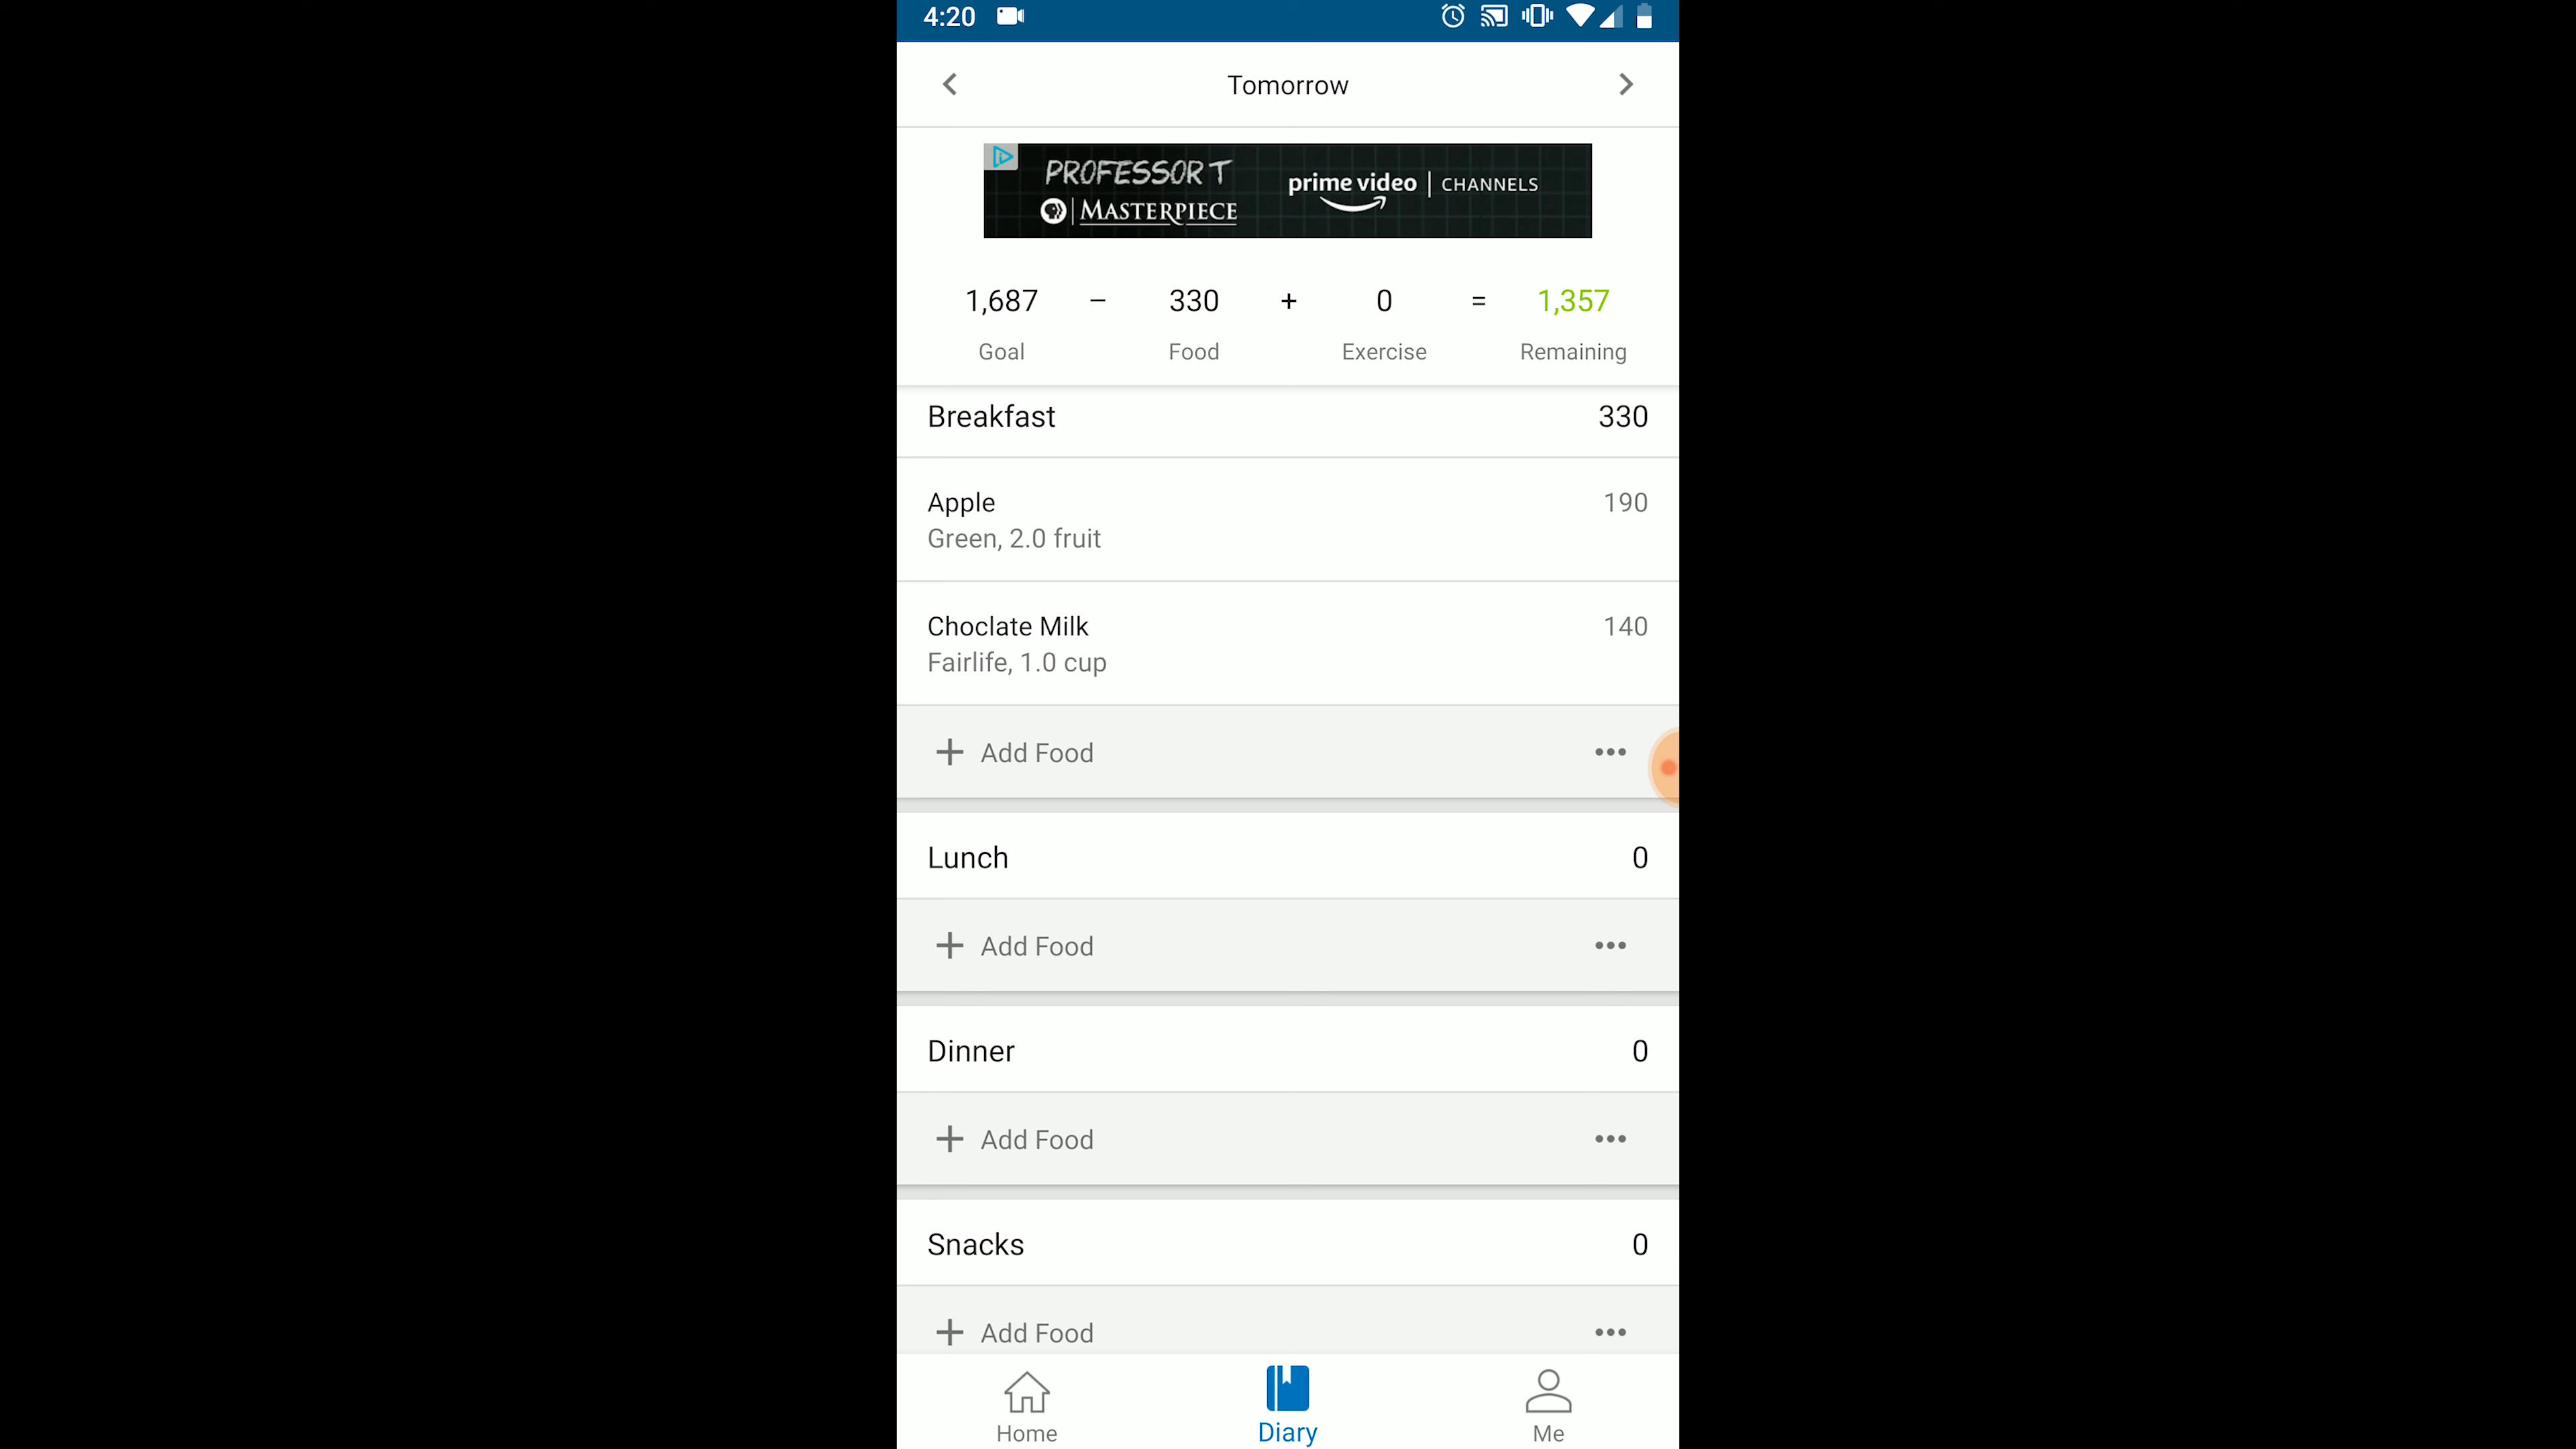 4:20
Tomorrow
PROFESSOR T
MASTERPIECE
prime video | CHANNELS
1,687 − 330 + 0 = 1,357
Goal Food Exercise Remaining
Breakfast 330
Apple 190
Green, 2.0 fruit
Choclate Milk 140
Fairlife, 1.0 cup
+ Add Food •••
Lunch 0
+ Add Food •••
Dinner 0
+ Add Food •••
Snacks 0
+ Add Food •••
Home Diary Me